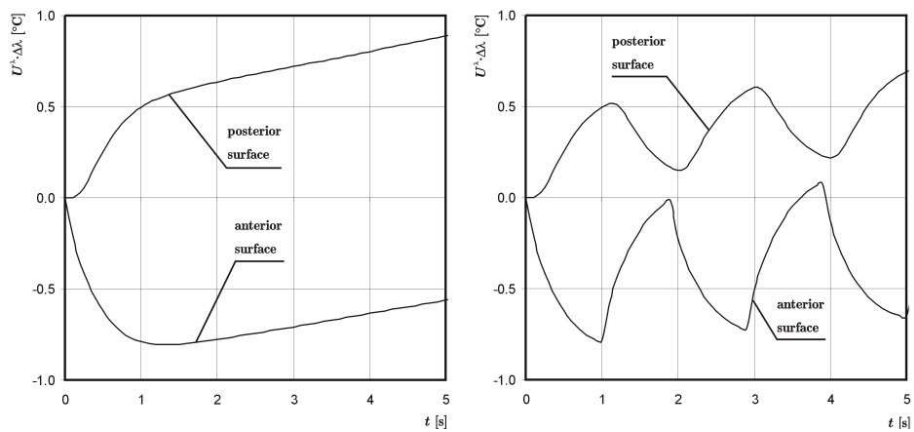 U^λ·Δλ [°C]
1.0
0.5
0.0
-0.5
-1.0
posterior
surface
anterior
surface
0 1 2 3 4 5
t [s]
U^λ·Δλ [°C]
1.0
0.5
0.0
-0.5
-1.0
posterior
surface
anterior
surface
0 1 2 3 4 5
t [s]